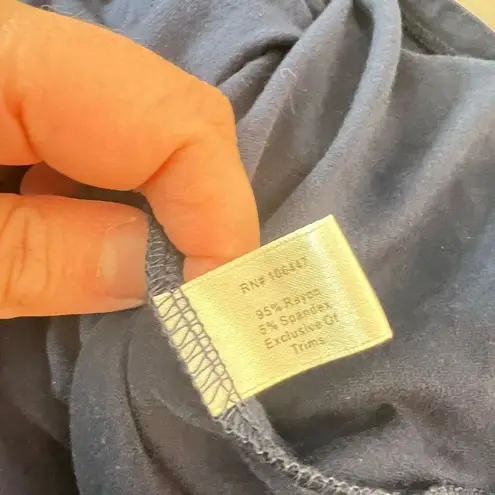 RN# 106447
95% Rayon
5% Spandex
Exclusive Of
Trims